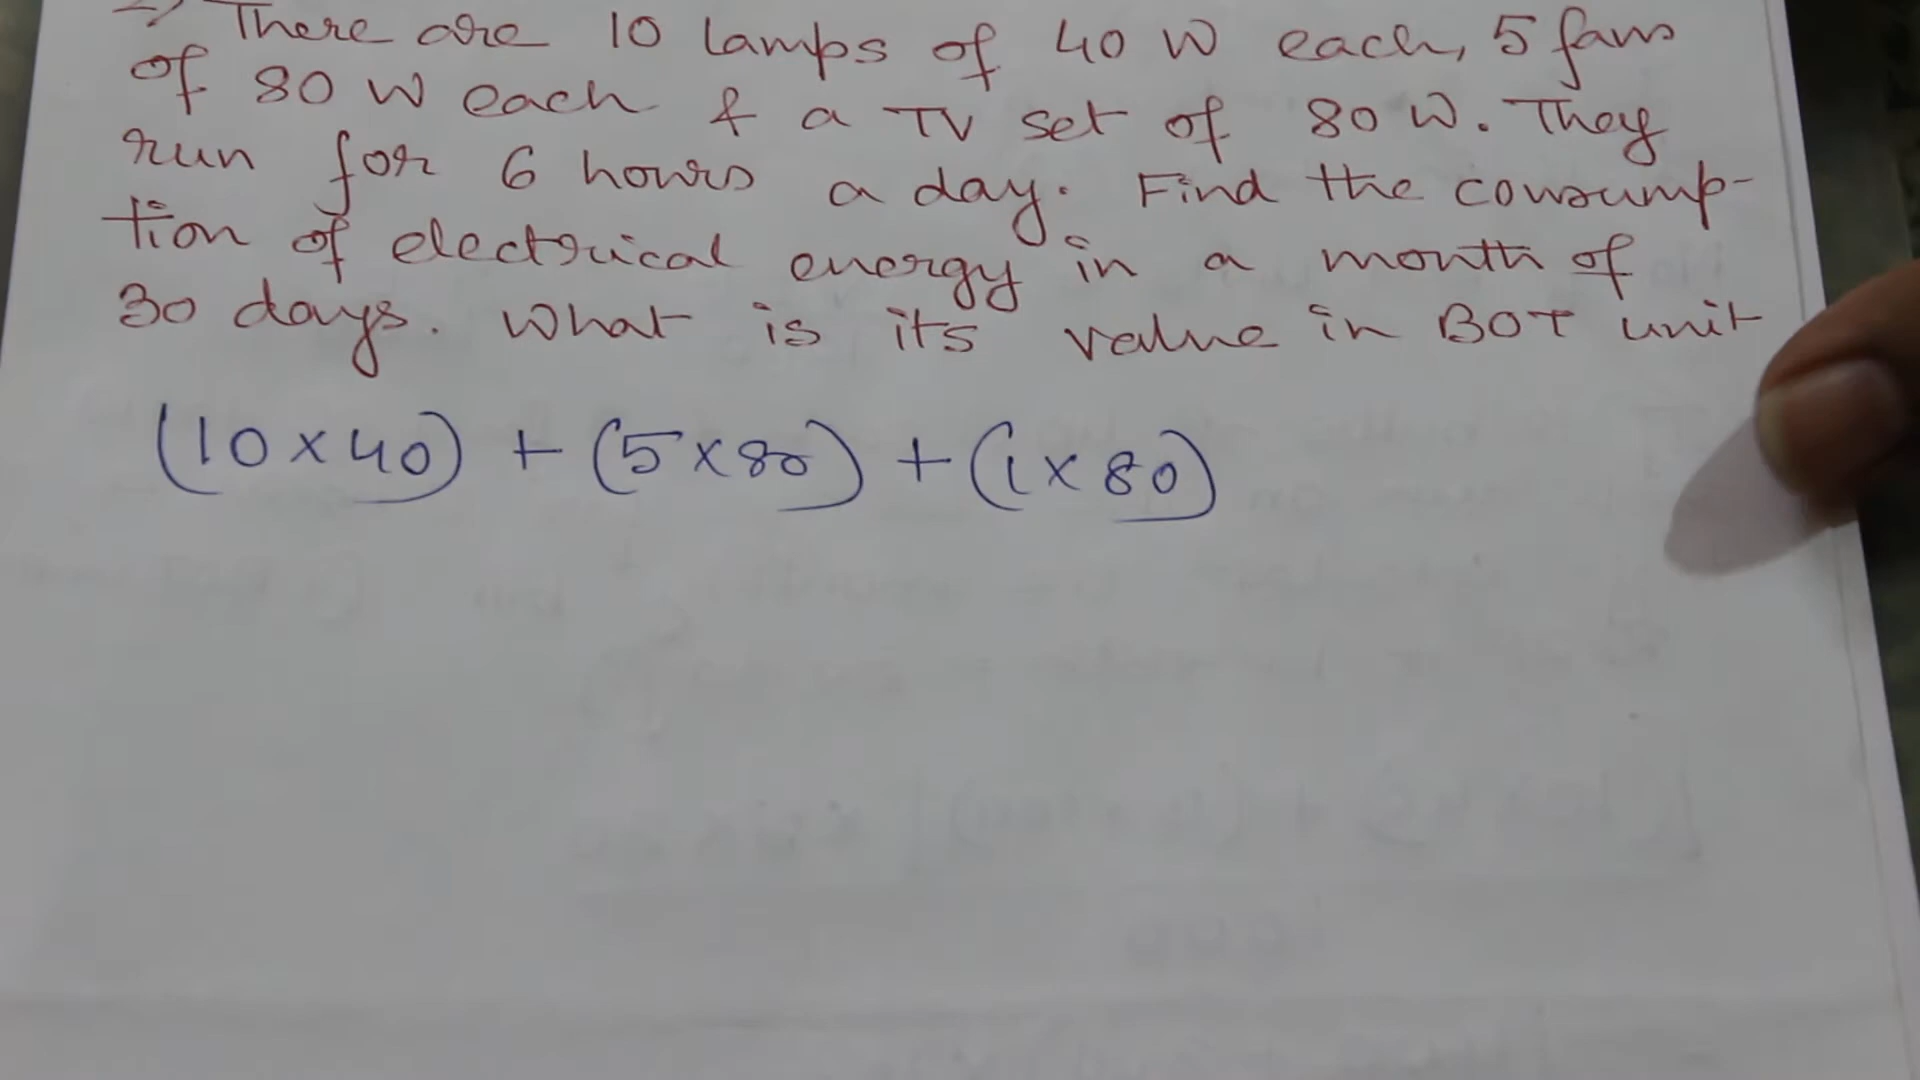 There are 10 lamps of 40 W each, 5 fans
of 80 W each & a TV set of 80 W. They
run for 6 hours a day. Find the consump-
tion of electrical energy in a month of
30 days. What is its value in BOT unit
(10 x 40) + (5 x 80) + (1 x 80)